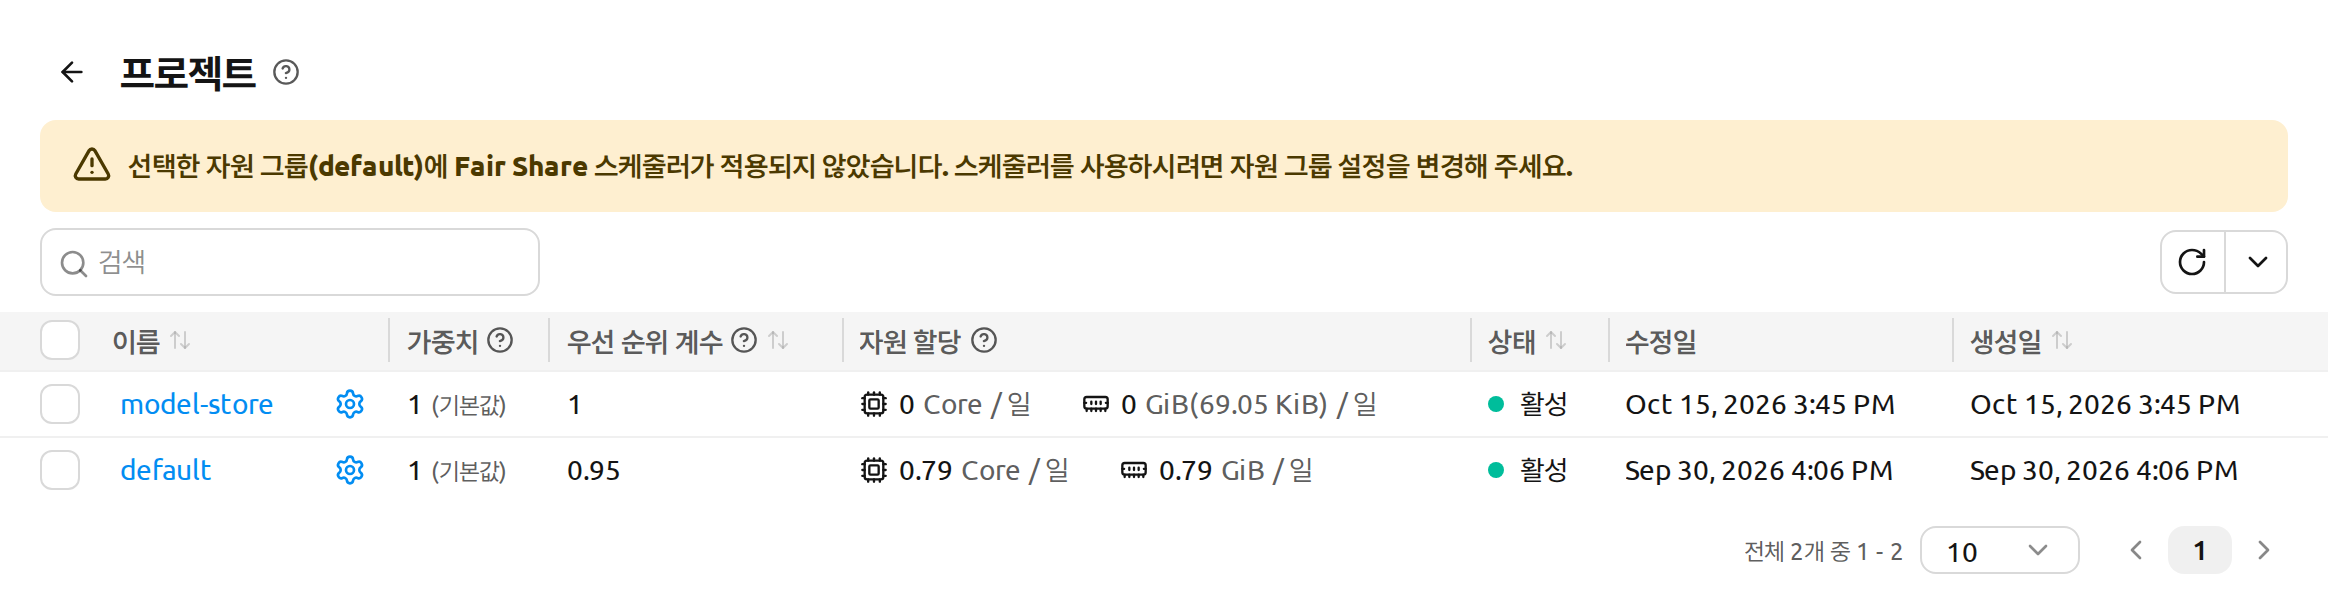 프로젝트
선택한 자원 그룹(default)에 Fair Share 스케줄러가 적용되지 않았습니다. 스케줄러를 사용하시려면 자원 그룹 설정을 변경해 주세요.
검색
이름 가중치 우선 순위 계수 자원 할당 상태 수정일 생성일
model-store 1 (기본값) 1 0 Core / 일 0 GiB(69.05 KiB) / 일 활성 Oct 15, 2026 3:45 PM Oct 15, 2026 3:45 PM
default 1 (기본값) 0.95 0.79 Core / 일 0.79 GiB / 일 활성 Sep 30, 2026 4:06 PM Sep 30, 2026 4:06 PM
전체 2개 중 1 - 2 10 1